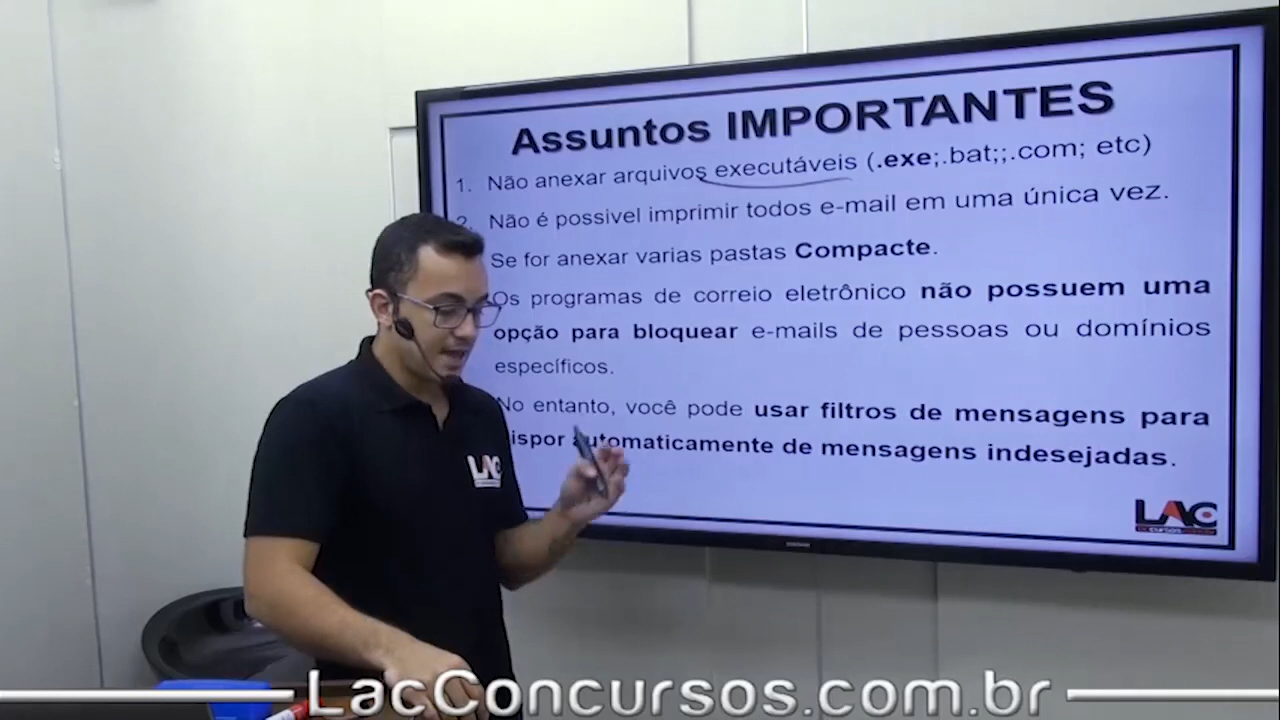 Assuntos IMPORTANTES
1. Não anexar arquivos executáveis (.exe;.bat;;.com; etc)
2. Não é possivel imprimir todos e-mail em uma única vez.
Se for anexar varias pastas Compacte.
Os programas de correio eletrônico não possuem uma
opção para bloquear e-mails de pessoas ou domínios
específicos.
No entanto, você pode usar filtros de mensagens para
automaticamente de mensagens indesejadas.
LAC
LAC
CONCURSOS
LacConcursos.com.br